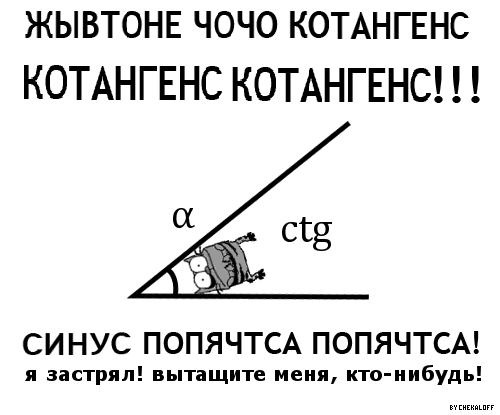 ЖЫВТОНЕ ЧОЧО КОТАНГЕНС
КОТАНГЕНС КОТАНГЕНС!!!
α
ctg
СИНУС ПОПЯЧТСА ПОПЯЧТСА!
я застрял! вытащите меня, кто-нибудь!
BY CHEKALOFF